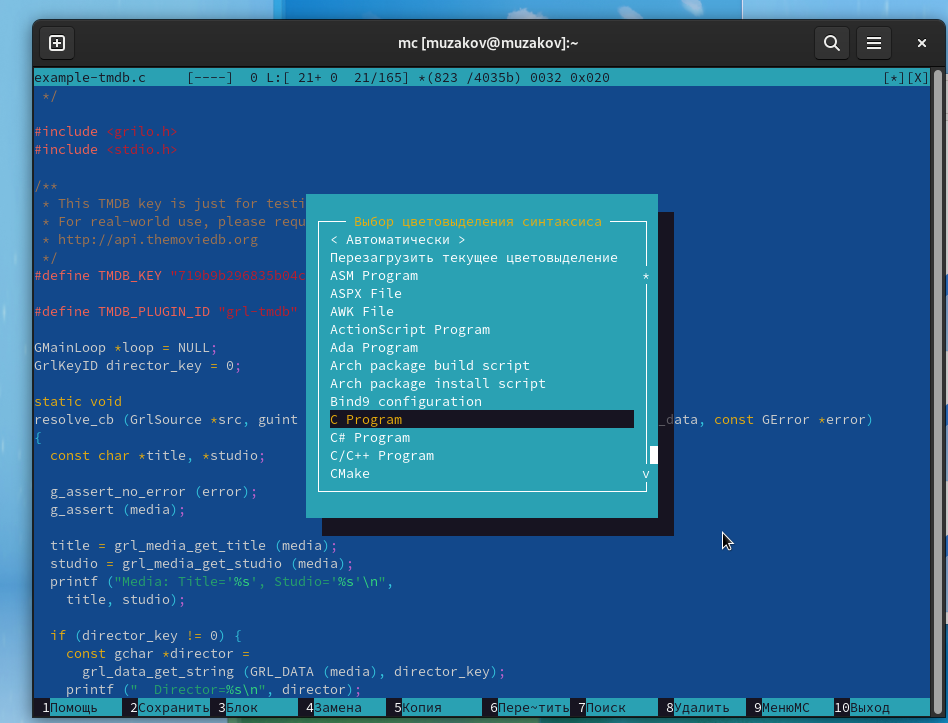 mc [muzakov@muzakov]:~
example-tmdb.c [----] 0 L:[ 21+ 0 21/165] *(823 /4035b) 0032 0x020 [*][X]
*/
#include <grilo.h>
#include <stdio.h>
/**
* This TMDB key is just for testi
* For real-world use, please requ
* http://api.themoviedb.org
*/
#define TMDB_KEY "719b9b296835b04c
#define TMDB_PLUGIN_ID "grl-tmdb"
GMainLoop *loop = NULL;
GrlKeyID director_key = 0;
static void
resolve_cb (GrlSource *src, guint _data, const GError *error)
{
const char *title, *studio;
g_assert_no_error (error);
g_assert (media);
title = grl_media_get_title (media);
studio = grl_media_get_studio (media);
printf ("Media: Title='%s', Studio='%s'\n",
title, studio);
if (director_key != 0) {
const gchar *director =
grl_data_get_string (GRL_DATA (media), director_key);
printf ("  Director=%s\n", director);
Выбор цветовыделения синтаксиса
< Автоматически >
Перезагрузить текущее цветовыделение
ASM Program *
ASPX File
AWK File
ActionScript Program
Ada Program
Arch package build script
Arch package install script
Bind9 configuration
C Program
C# Program
C/C++ Program
CMake v
1Помощь 2Сохранить 3Блок 4Замена 5Копия 6Пере~тить 7Поиск 8Удалить 9МенюMC 10Выход